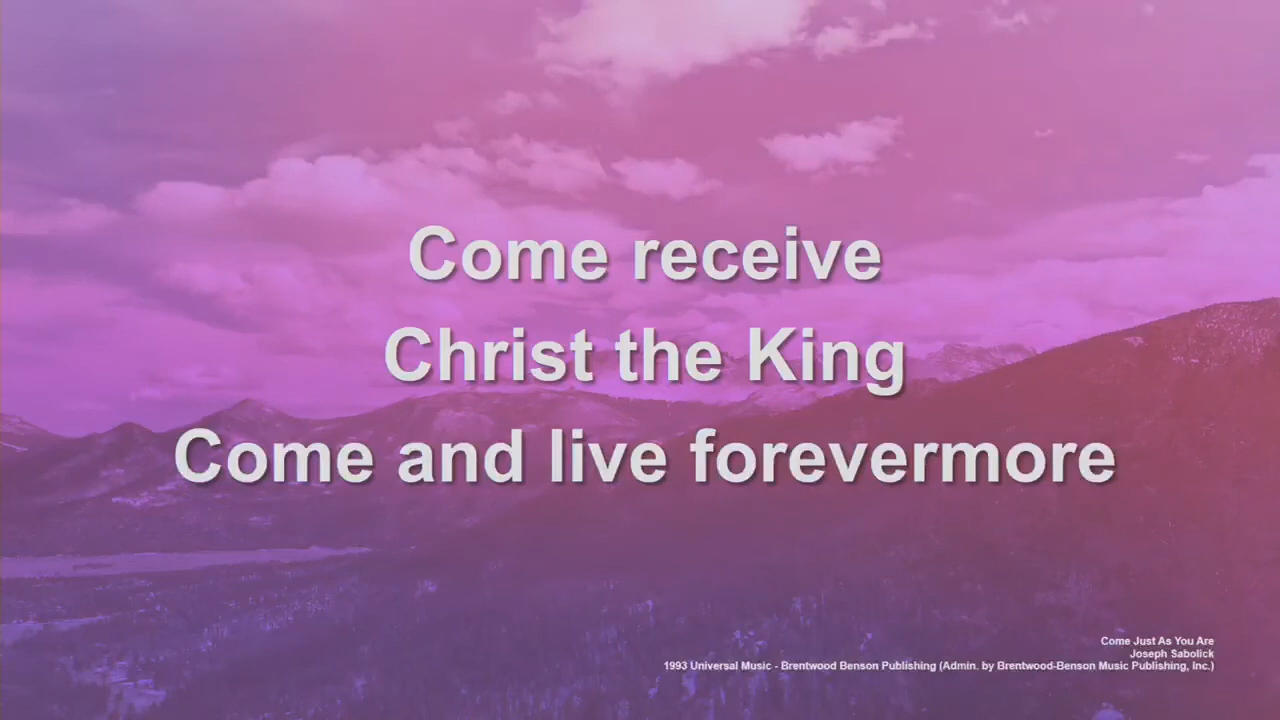 Come receive
Christ the King
Come and live forevermore
Come Just As You Are
Joseph Sabolick
1993 Universal Music - Brentwood Benson Publishing (Admin. by Brentwood-Benson Music Publishing, Inc.)